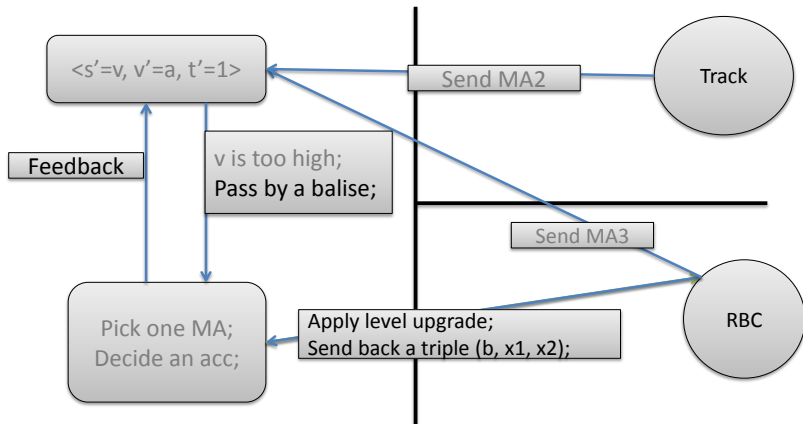 <s’=v, v’=a, t’=1>
Send MA2
Track
Feedback
v is too high;
Pass by a balise;
Send MA3
Pick one MA;
Decide an acc;
Apply level upgrade;
Send back a triple (b, x1, x2);
RBC